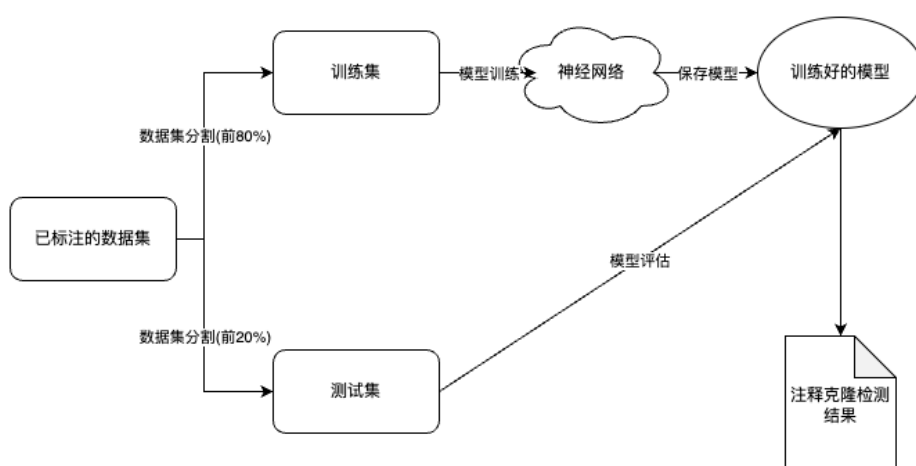 训练集
模型训练
神经网络
保存模型
训练好的模型
数据集分割(前80%)
已标注的数据集
模型评估
数据集分割(前20%)
测试集
注释克隆检测
结果